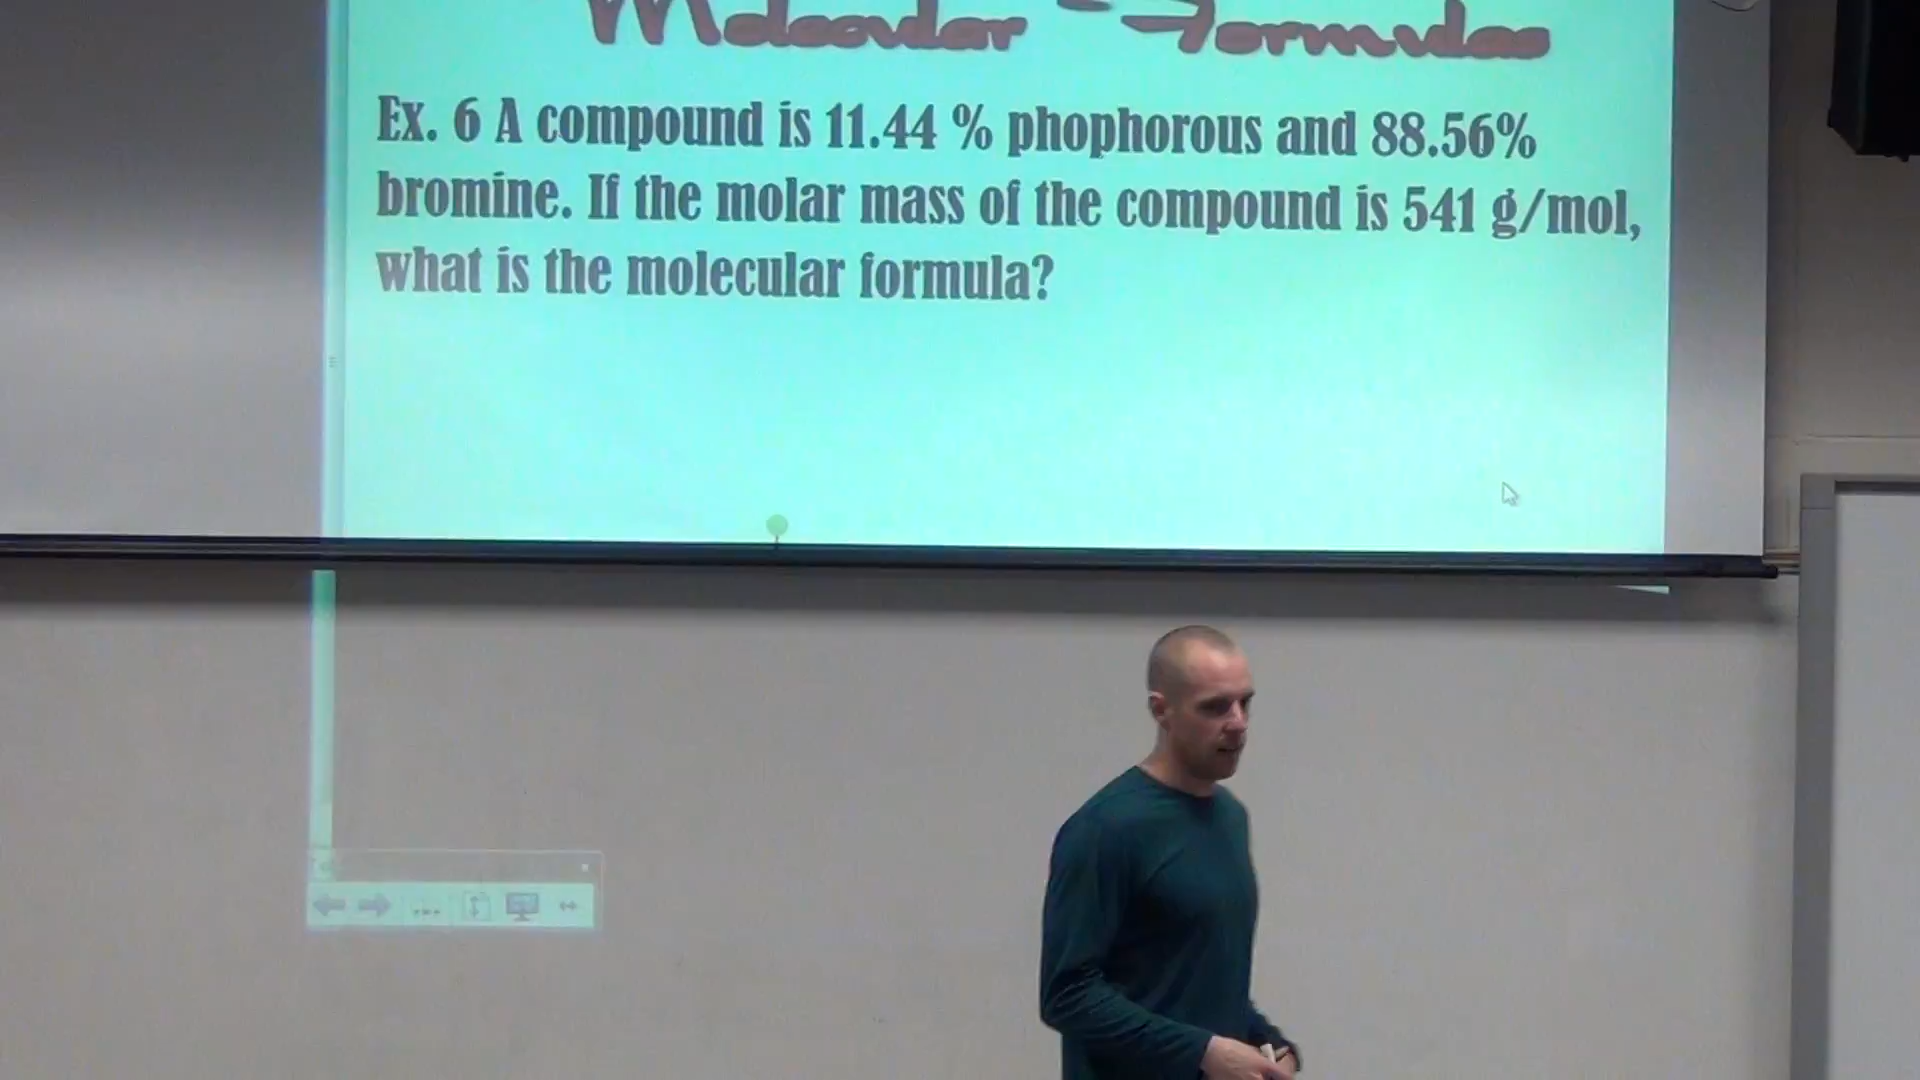 Molecular Formulas
Ex. 6 A compound is 11.44 % phophorous and 88.56%
bromine. If the molar mass of the compound is 541 g/mol,
what is the molecular formula?